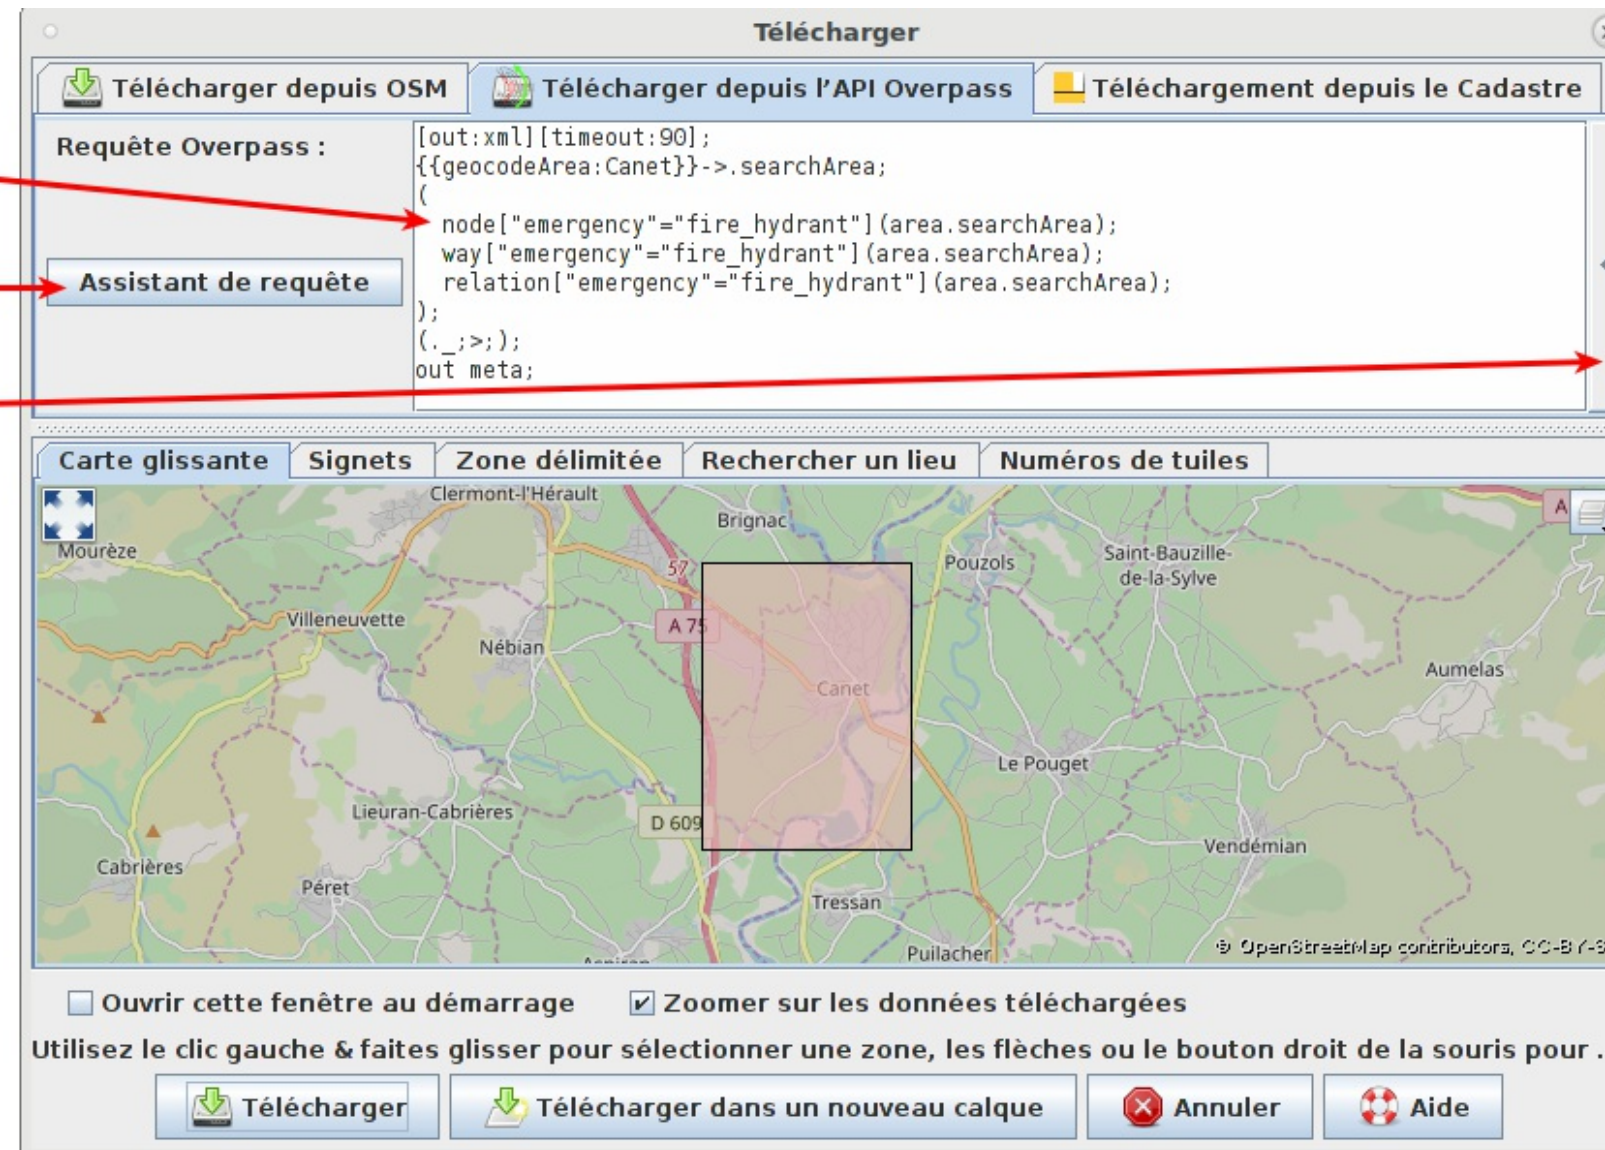 Télécharger
Télécharger depuis OSM
Télécharger depuis l'API Overpass
Téléchargement depuis le Cadastre
Requête Overpass :
Assistant de requête
[out:xml][timeout:90];
{{geocodeArea:Canet}}->.searchArea;
(
node["emergency"="fire_hydrant"](area.searchArea);
way["emergency"="fire_hydrant"](area.searchArea);
relation["emergency"="fire_hydrant"](area.searchArea);
);
(._;>;);
out meta;
Carte glissante
Signets
Zone délimitée
Rechercher un lieu
Numéros de tuiles
Clermont-l'Hérault
Brignac
A
Mourèze
57
Pouzols
Saint-Bauzille-
de-la-Sylve
Villeneuvette
A 75
Nébian
Canet
Aumelas
Le Pouget
Lieuran-Cabrières
D 609
Vendémian
Cabrières
Péret
Tressan
Puilacher
© OpenStreetMap contributors, CC-BY-S
Ouvrir cette fenêtre au démarrage
Zoomer sur les données téléchargées
Utilisez le clic gauche & faites glisser pour sélectionner une zone, les flèches ou le bouton droit de la souris pour .
Télécharger
Télécharger dans un nouveau calque
Annuler
Aide